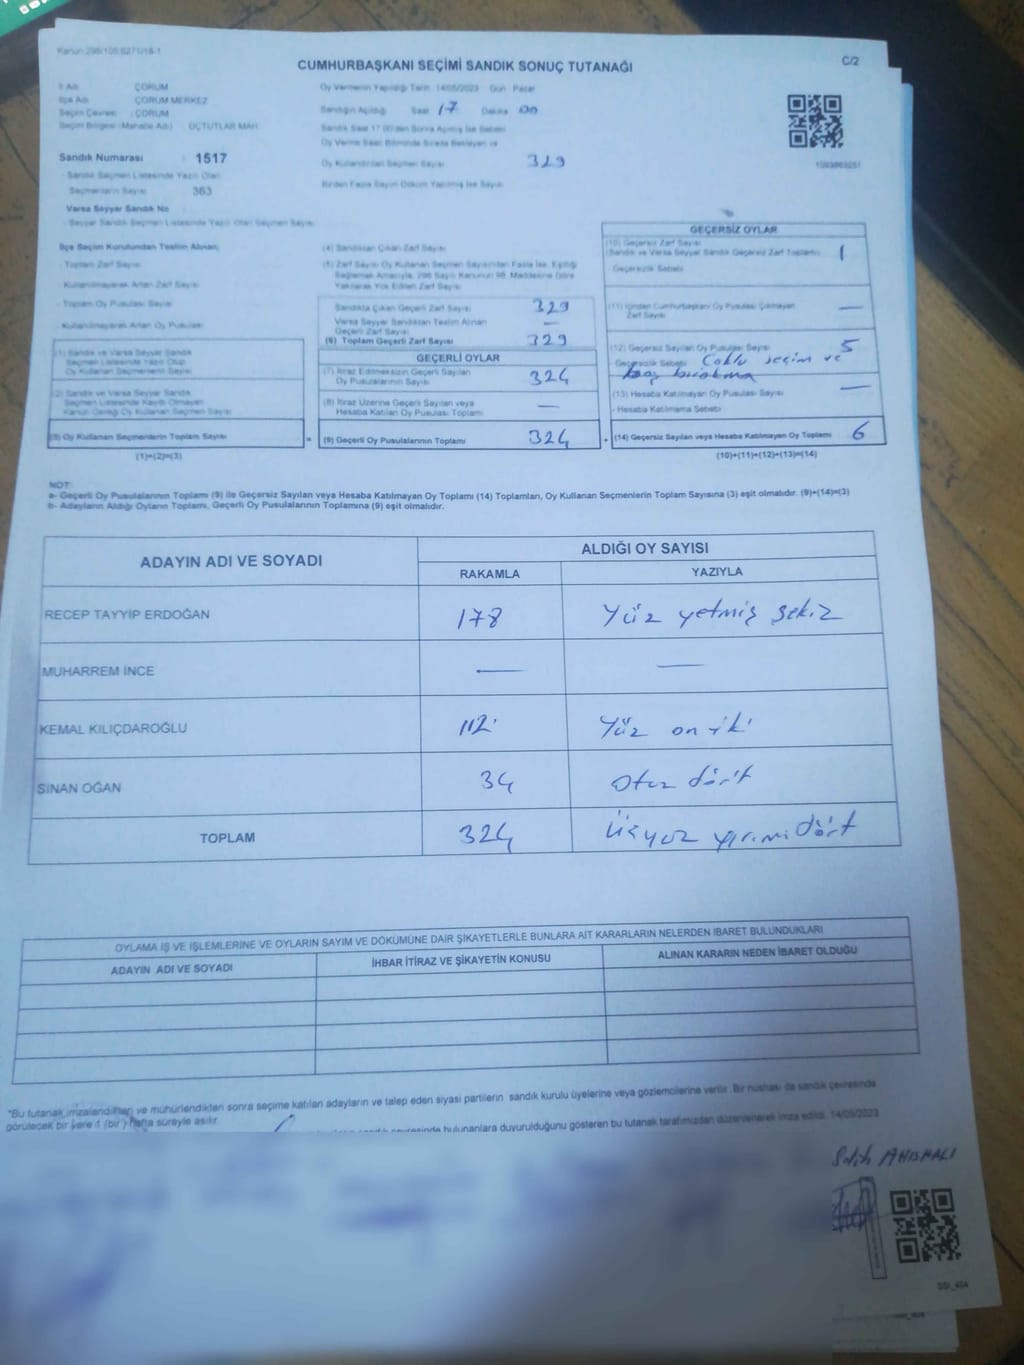 Kanun 298/105 B271/18-1
C/2
CUMHURBAŞKANI SEÇİMİ SANDIK SONUÇ TUTANAĞI
İl Adı : ÇORUM
İlçe Adı : ÇORUM MERKEZ
Seçim Çevresi : ÇORUM
Seçim Bölgesi (Mahalle Adı) : ÜÇTUTLAR MAH.
Sandık Numarası : 1517
- Sandık Seçmen Listesinde Yazılı Olan
Seçmenlerin Sayısı : 363
Varsa Seyyar Sandık No
- Seyyar Sandık Seçmen Listesinde Yazılı Olan Seçmen Sayısı
Oy Vermenin Yapıldığı Tarih 14/05/2023 Gün Pazar
Sandığın Açıldığı Saat 17 Dakika 00
Sandık Saat 17.00'den Sonra Açılmış İse Sebebi
Oy Verme Saati Bitiminde Sırada Bekleyen ve
Oy Kullandırılan Seçmen Sayısı 329
Birden Fazla Sayım Döküm Yapılmış İse Sayısı
İlçe Seçim Kurulundan Teslim Alınan;
- Toplam Zarf Sayısı
- Kullanılmayarak Artan Zarf Sayısı
- Toplam Oy Pusulası Sayısı
- Kullanılmayarak Artan Oy Pusulası
(1) Sandık ve Varsa Seyyar Sandık
Seçmen Listesinde Yazılı Olup
Oy Kullanan Seçmenlerin Sayısı
(2) Sandık ve Varsa Seyyar Sandık
Seçmen Listesinde Kayıtlı Olmayan
Kanun Gereği Oy Kullanan Seçmen Sayısı
(3) Oy Kullanan Seçmenlerin Toplam Sayısı
(1)+(2)=(3)
(4) Sandıktan Çıkan Zarf Sayısı
(5) Zarf Sayısı Oy Kullanan Seçmen Sayısından Fazla İse, Eşitliği
Sağlamak Amacıyla, 298 Sayılı Kanunun 98. Maddesine Göre
Yakılarak Yok Edilen Zarf Sayısı
Sandıkta Çıkan Geçerli Zarf Sayısı 329
Varsa Seyyar Sandıktan Teslim Alınan
Geçerli Zarf Sayısı —
(6) Toplam Geçerli Zarf Sayısı 329
GEÇERLİ OYLAR
(7) İtiraz Edilmeksizin Geçerli Sayılan
Oy Pusulalarının Sayısı 324
(8) İtiraz Üzerine Geçerli Sayılan veya
Hesaba Katılan Oy Pusulası Toplamı —
(9) Geçerli Oy Pusulalarının Toplamı 324
GEÇERSİZ OYLAR
(10) Geçersiz Zarf Sayısı
(Sandık ve Varsa Seyyar Sandık Geçersiz Zarf Toplamı) 1
- Geçersizlik Sebebi
(11) İçinden Cumhurbaşkanı Oy Pusulası Çıkmayan
Zarf Sayısı —
(12) Geçersiz Sayılan Oy Pusulası Sayısı 5
Geçersizlik Sebebi Çoklu seçim ve
boş bırakma
(13) Hesaba Katılmayan Oy Pusulası Sayısı —
- Hesaba Katılmama Sebebi
(14) Geçersiz Sayılan veya Hesaba Katılmayan Oy Toplamı 6
(10)+(11)+(12)+(13)=(14)
NOT:
a- Geçerli Oy Pusulalarının Toplamı (9) ile Geçersiz Sayılan veya Hesaba Katılmayan Oy Toplamı (14) Toplamları, Oy Kullanan Seçmenlerin Toplam Sayısına (3) eşit olmalıdır. (9)+(14)=(3)
b- Adayların Aldığı Oyların Toplamı, Geçerli Oy Pusulalarının Toplamına (9) eşit olmalıdır.
ADAYIN ADI VE SOYADI
ALDIĞI OY SAYISI
RAKAMLA YAZIYLA
RECEP TAYYİP ERDOĞAN 178 Yüz yetmiş sekiz
MUHARREM İNCE — —
KEMAL KILIÇDAROĞLU 112 Yüz on iki
SİNAN OĞAN 34 Otuz dört
TOPLAM 324 Üçyüz yirmi dört
OYLAMA İŞ VE İŞLEMLERİNE VE OYLARIN SAYIM VE DÖKÜMÜNE DAİR ŞİKAYETLERLE BUNLARA AİT KARARLARIN NELERDEN İBARET BULUNDUKLARI
ADAYIN ADI VE SOYADI İHBAR İTİRAZ VE ŞİKAYETİN KONUSU ALINAN KARARIN NEDEN İBARET OLDUĞU
*Bu tutanak imzalandıktan ve mühürlendikten sonra seçime katılan adayların ve talep eden siyasi partilerin sandık kurulu üyelerine veya gözlemcilerine verilir. Bir nüshası da sandık çevresinde
görülecek bir yere 1 (bir) hafta süreyle asılır.
sandık çevresinde bulunanlara duyurulduğunu gösteren bu tutanak tarafımızdan düzenlenerek imza edildi. 14/05/2023
Salih